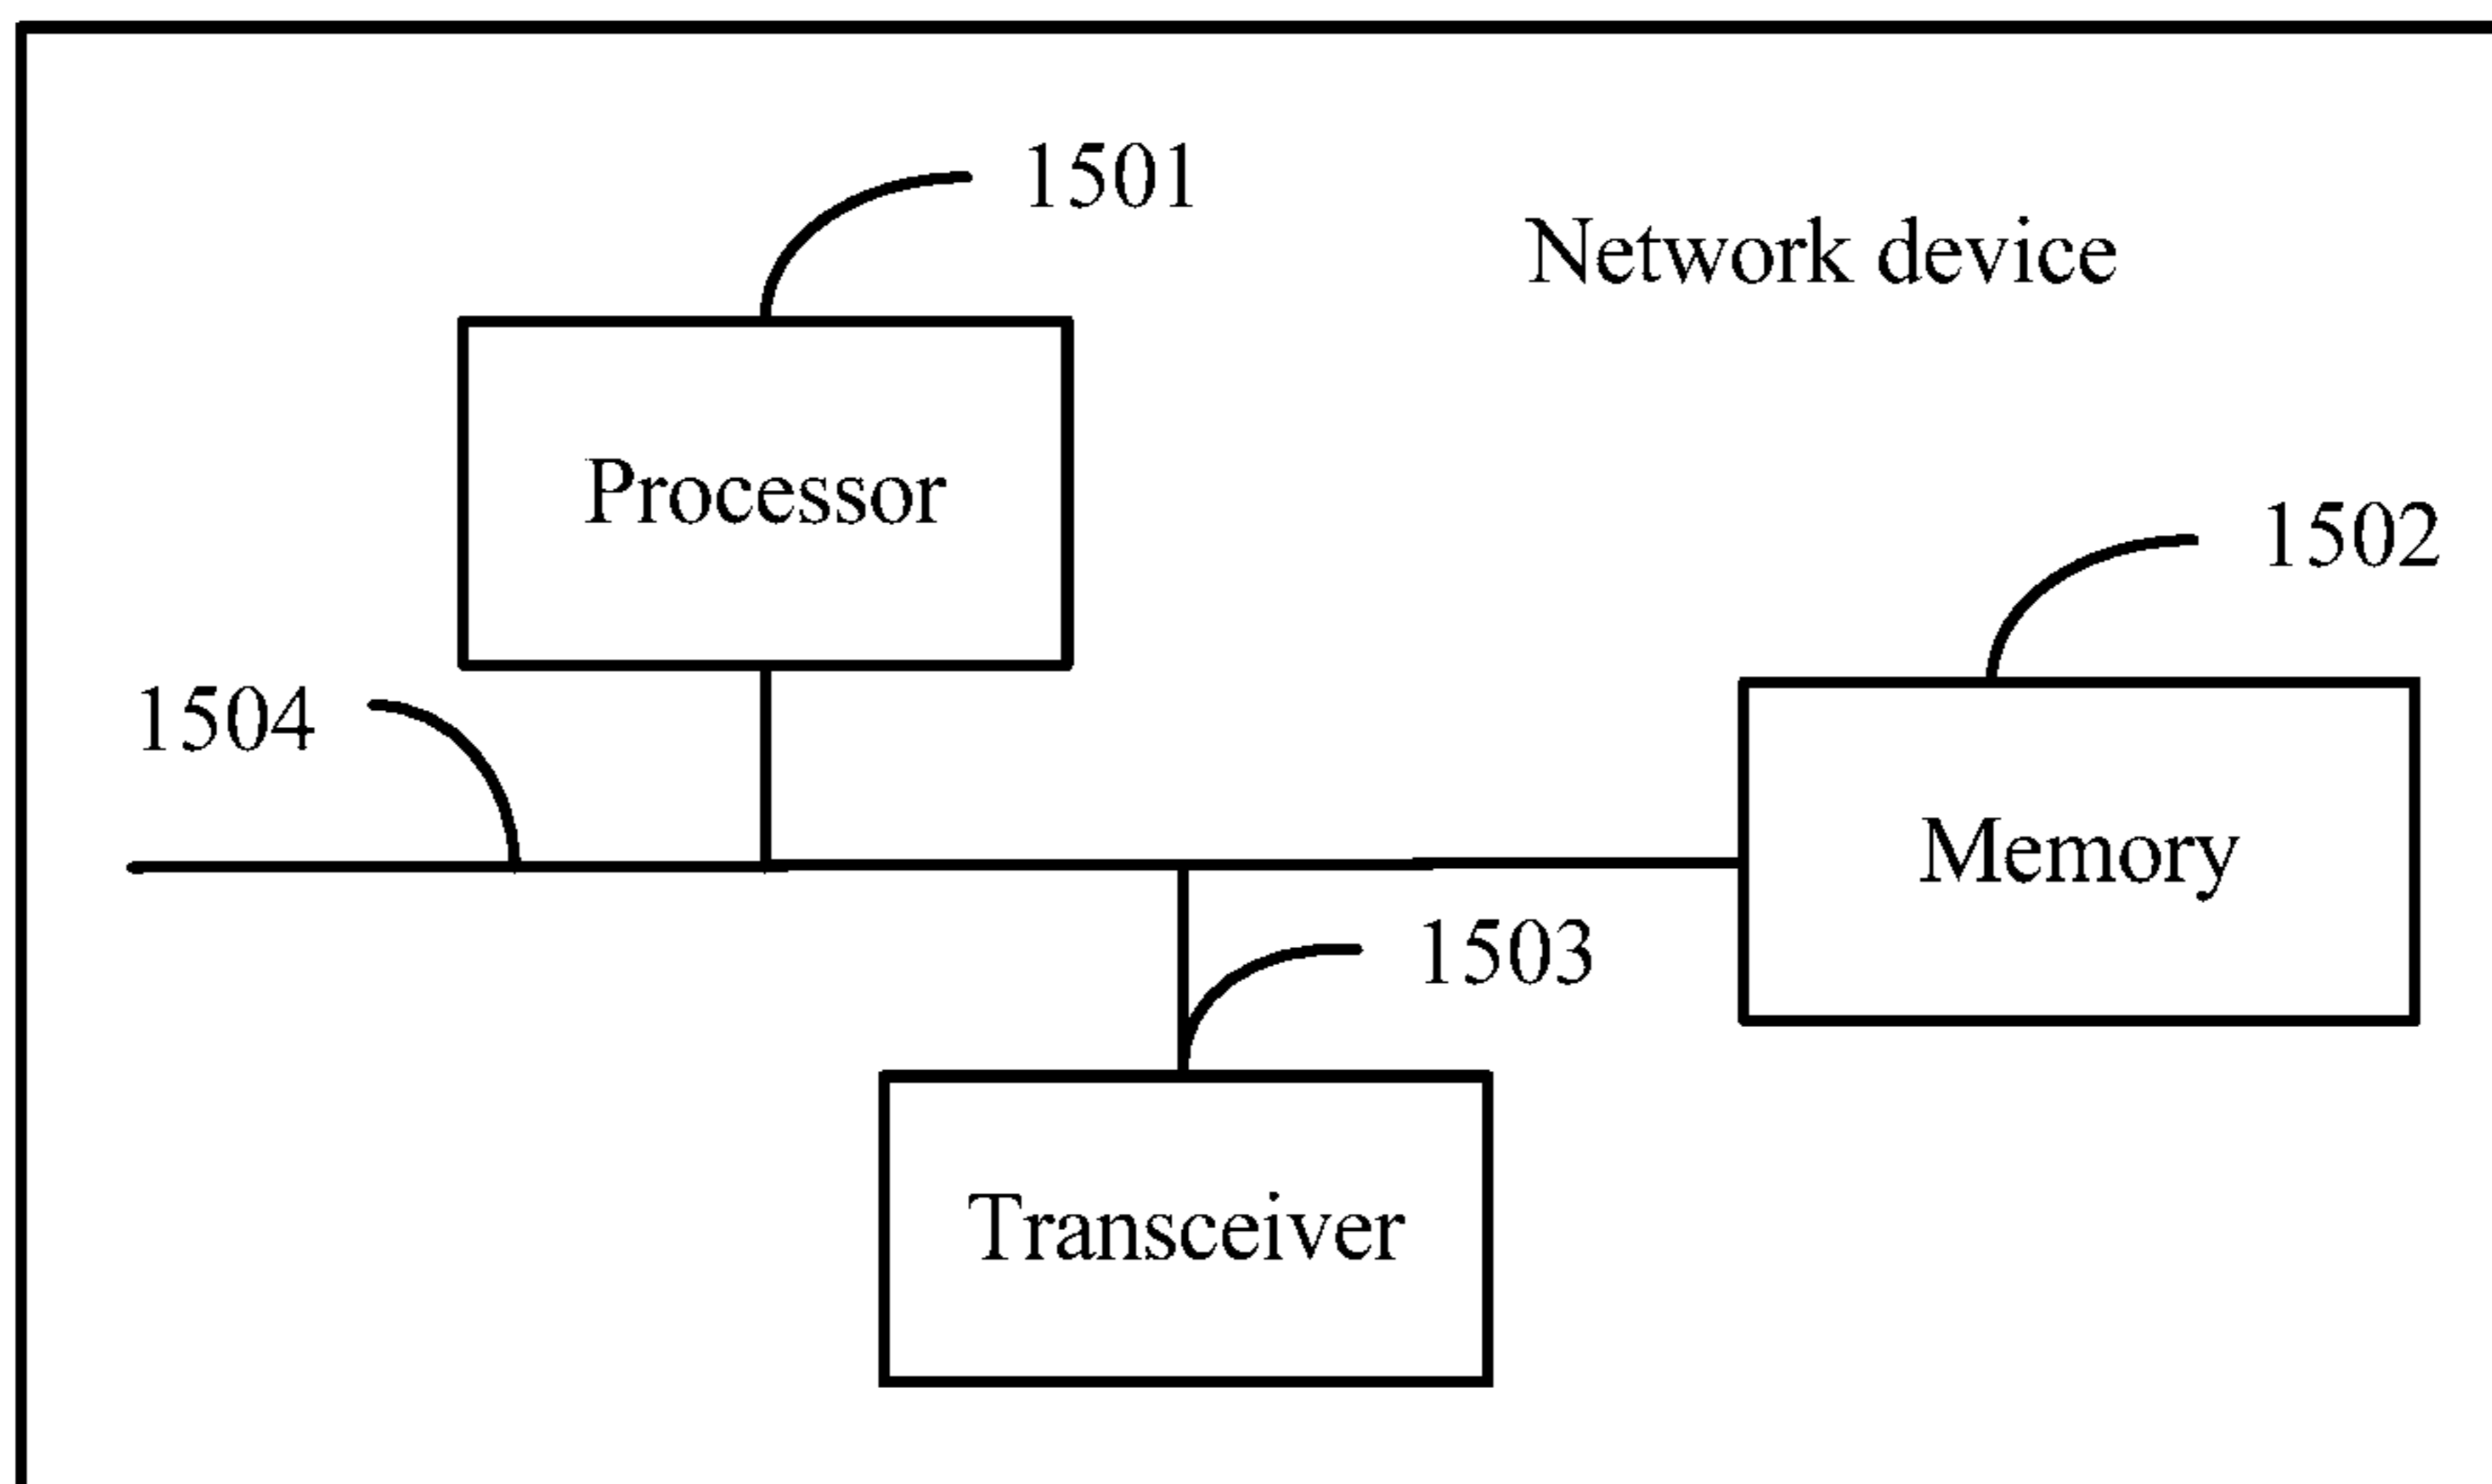 1501
Network device
Processor
1502
1504
Memory
1503
Transceiver